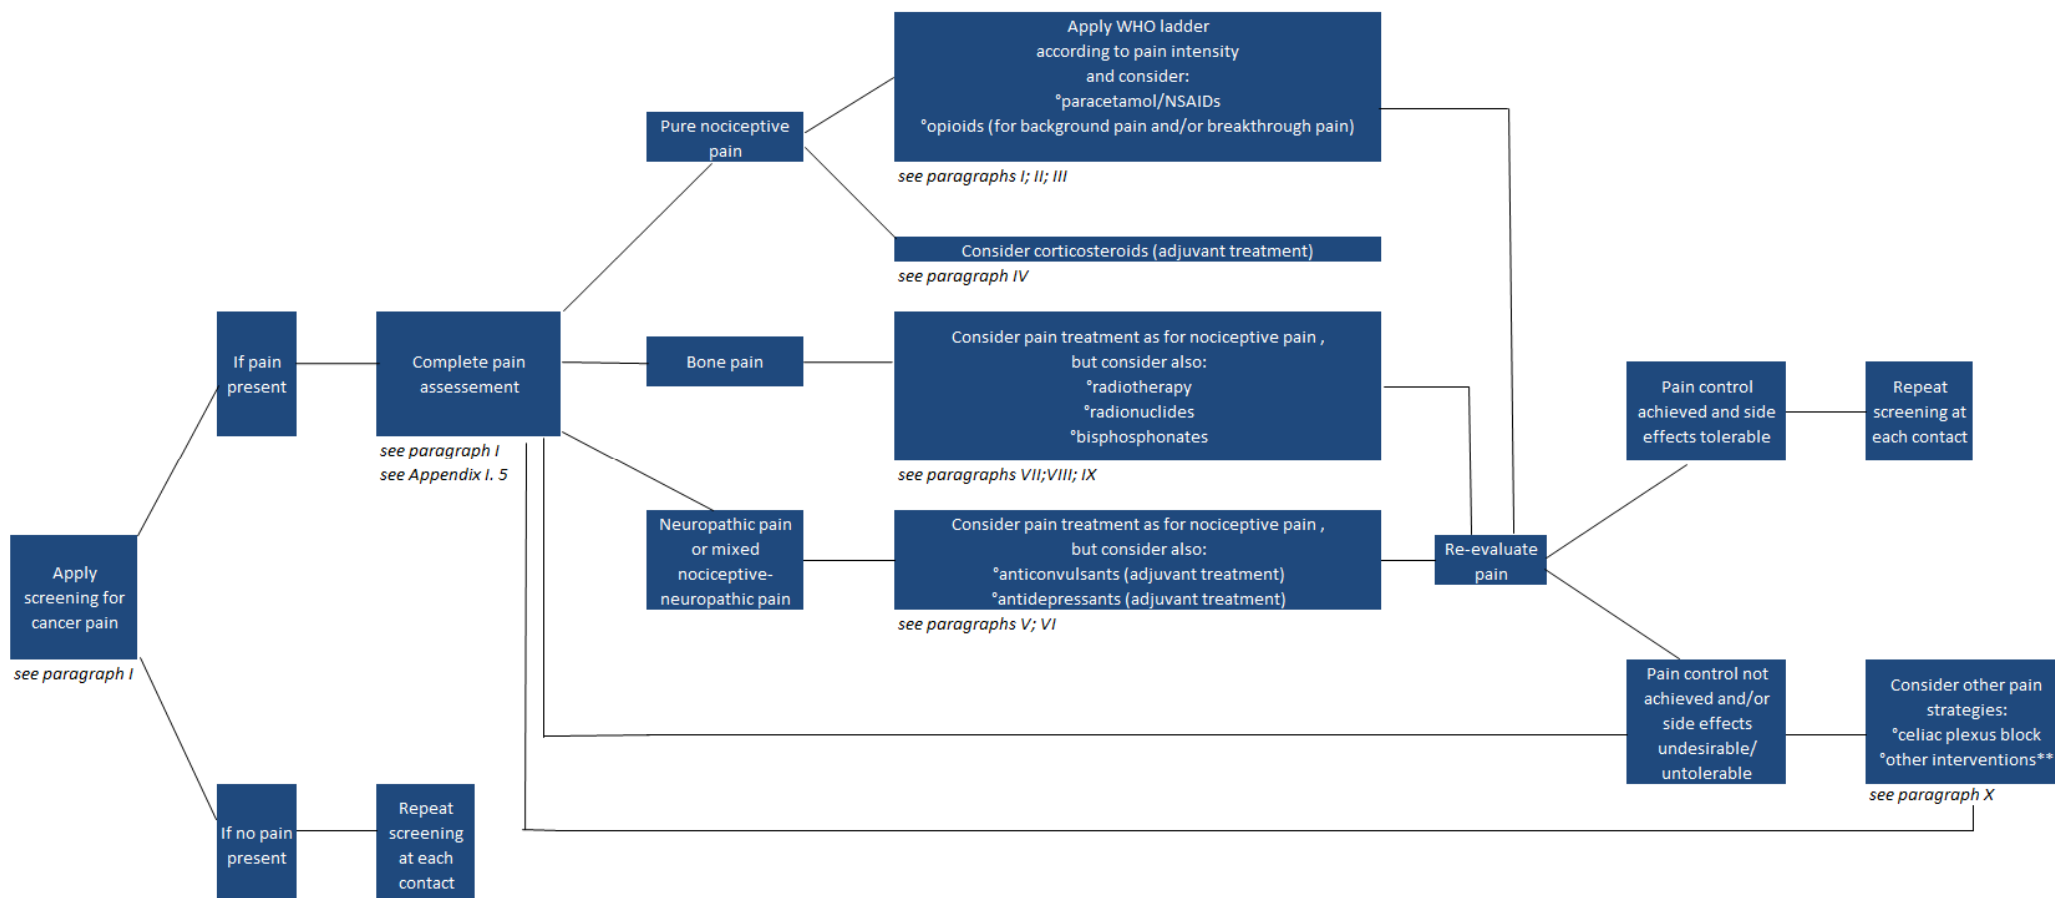 Apply
screening for
cancer pain
see paragraph I
If pain
present
If no pain
present
Repeat
screening
at each
contact
Complete pain
assessement
see paragraph I
see Appendix I. 5
Pure nociceptive
pain
Bone pain
Neuropathic pain
or mixed
nociceptive-
neuropathic pain
Apply WHO ladder
according to pain intensity
and consider:
°paracetamol/NSAIDs
°opioids (for background pain and/or breakthrough pain)
see paragraphs I; II; III
Consider corticosteroids (adjuvant treatment)
see paragraph IV
Consider pain treatment as for nociceptive pain ,
but consider also:
°radiotherapy
°radionuclides
°bisphosphonates
see paragraphs VII;VIII; IX
Consider pain treatment as for nociceptive pain ,
but consider also:
°anticonvulsants (adjuvant treatment)
°antidepressants (adjuvant treatment)
see paragraphs V; VI
Re-evaluate
pain
Pain control
achieved and side
effects tolerable
Repeat
screening at
each contact
Pain control not
achieved and/or
side effects
undesirable/
untolerable
Consider other pain
strategies:
°celiac plexus block
°other interventions**
see paragraph X